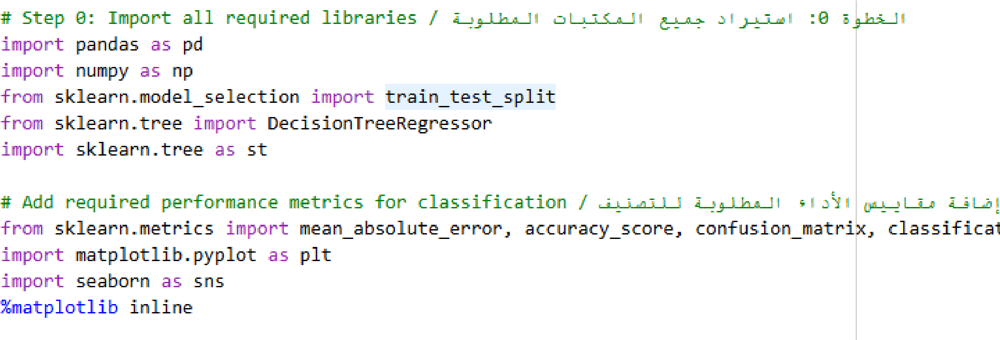 # Step 0: Import all required libraries / الخطوة 0: استيراد جميع المكتبات المطلوبة
import pandas as pd
import numpy as np
from sklearn.model_selection import train_test_split
from sklearn.tree import DecisionTreeRegressor
import sklearn.tree as st
# Add required performance metrics for classification / إضافة مقاييس الأداء المطلوبة للتصنيف
from sklearn.metrics import mean_absolute_error, accuracy_score, confusion_matrix, classificat
import matplotlib.pyplot as plt
import seaborn as sns
%matplotlib inline